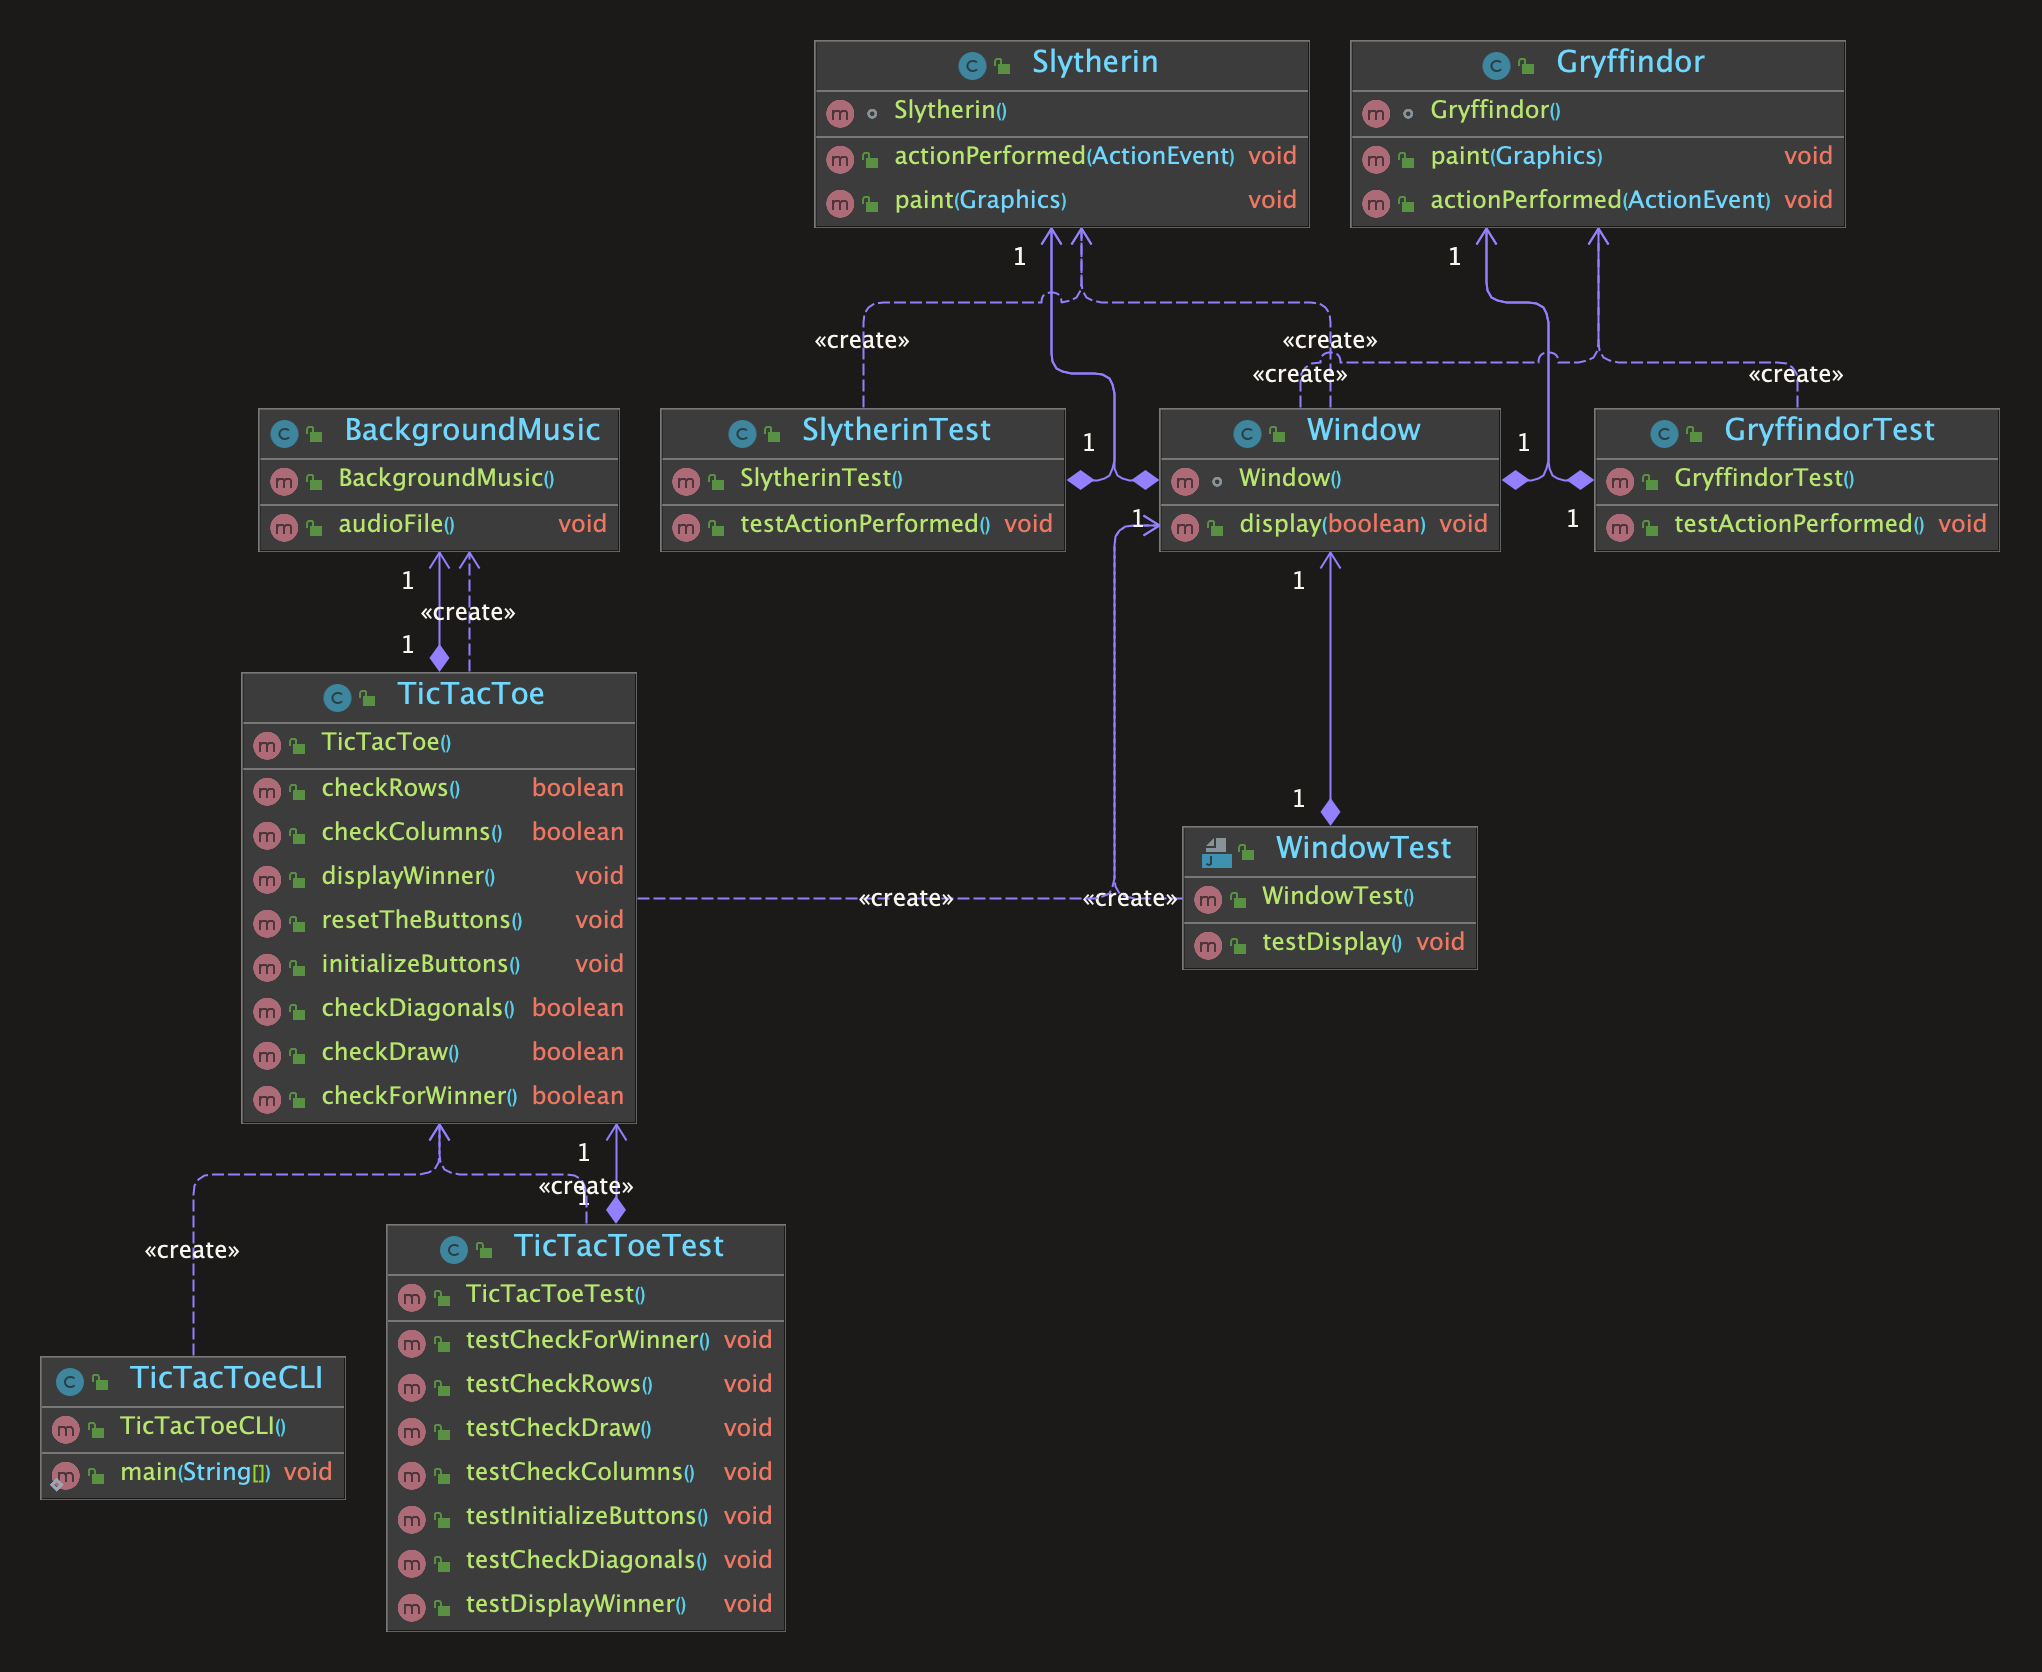 Slytherin
Slytherin()
actionPerformed(ActionEvent) void
paint(Graphics) void
Gryffindor
Gryffindor()
paint(Graphics) void
actionPerformed(ActionEvent) void
1
1
«create»
«create»
«create»
«create»
BackgroundMusic
BackgroundMusic()
audioFile() void
SlytherinTest
SlytherinTest()
testActionPerformed() void
1
1
Window
Window()
display(boolean) void
1
1
GryffindorTest
GryffindorTest()
testActionPerformed() void
1
«create»
1
1
1
TicTacToe
TicTacToe()
checkRows() boolean
checkColumns() boolean
displayWinner() void
resetTheButtons() void
initializeButtons() void
checkDiagonals() boolean
checkDraw() boolean
checkForWinner() boolean
«create»
«create»
WindowTest
WindowTest()
testDisplay() void
1
«create»
1
«create»
TicTacToeTest
TicTacToeTest()
testCheckForWinner() void
testCheckRows() void
testCheckDraw() void
testCheckColumns() void
testInitializeButtons() void
testCheckDiagonals() void
testDisplayWinner() void
TicTacToeCLI
TicTacToeCLI()
main(String[]) void